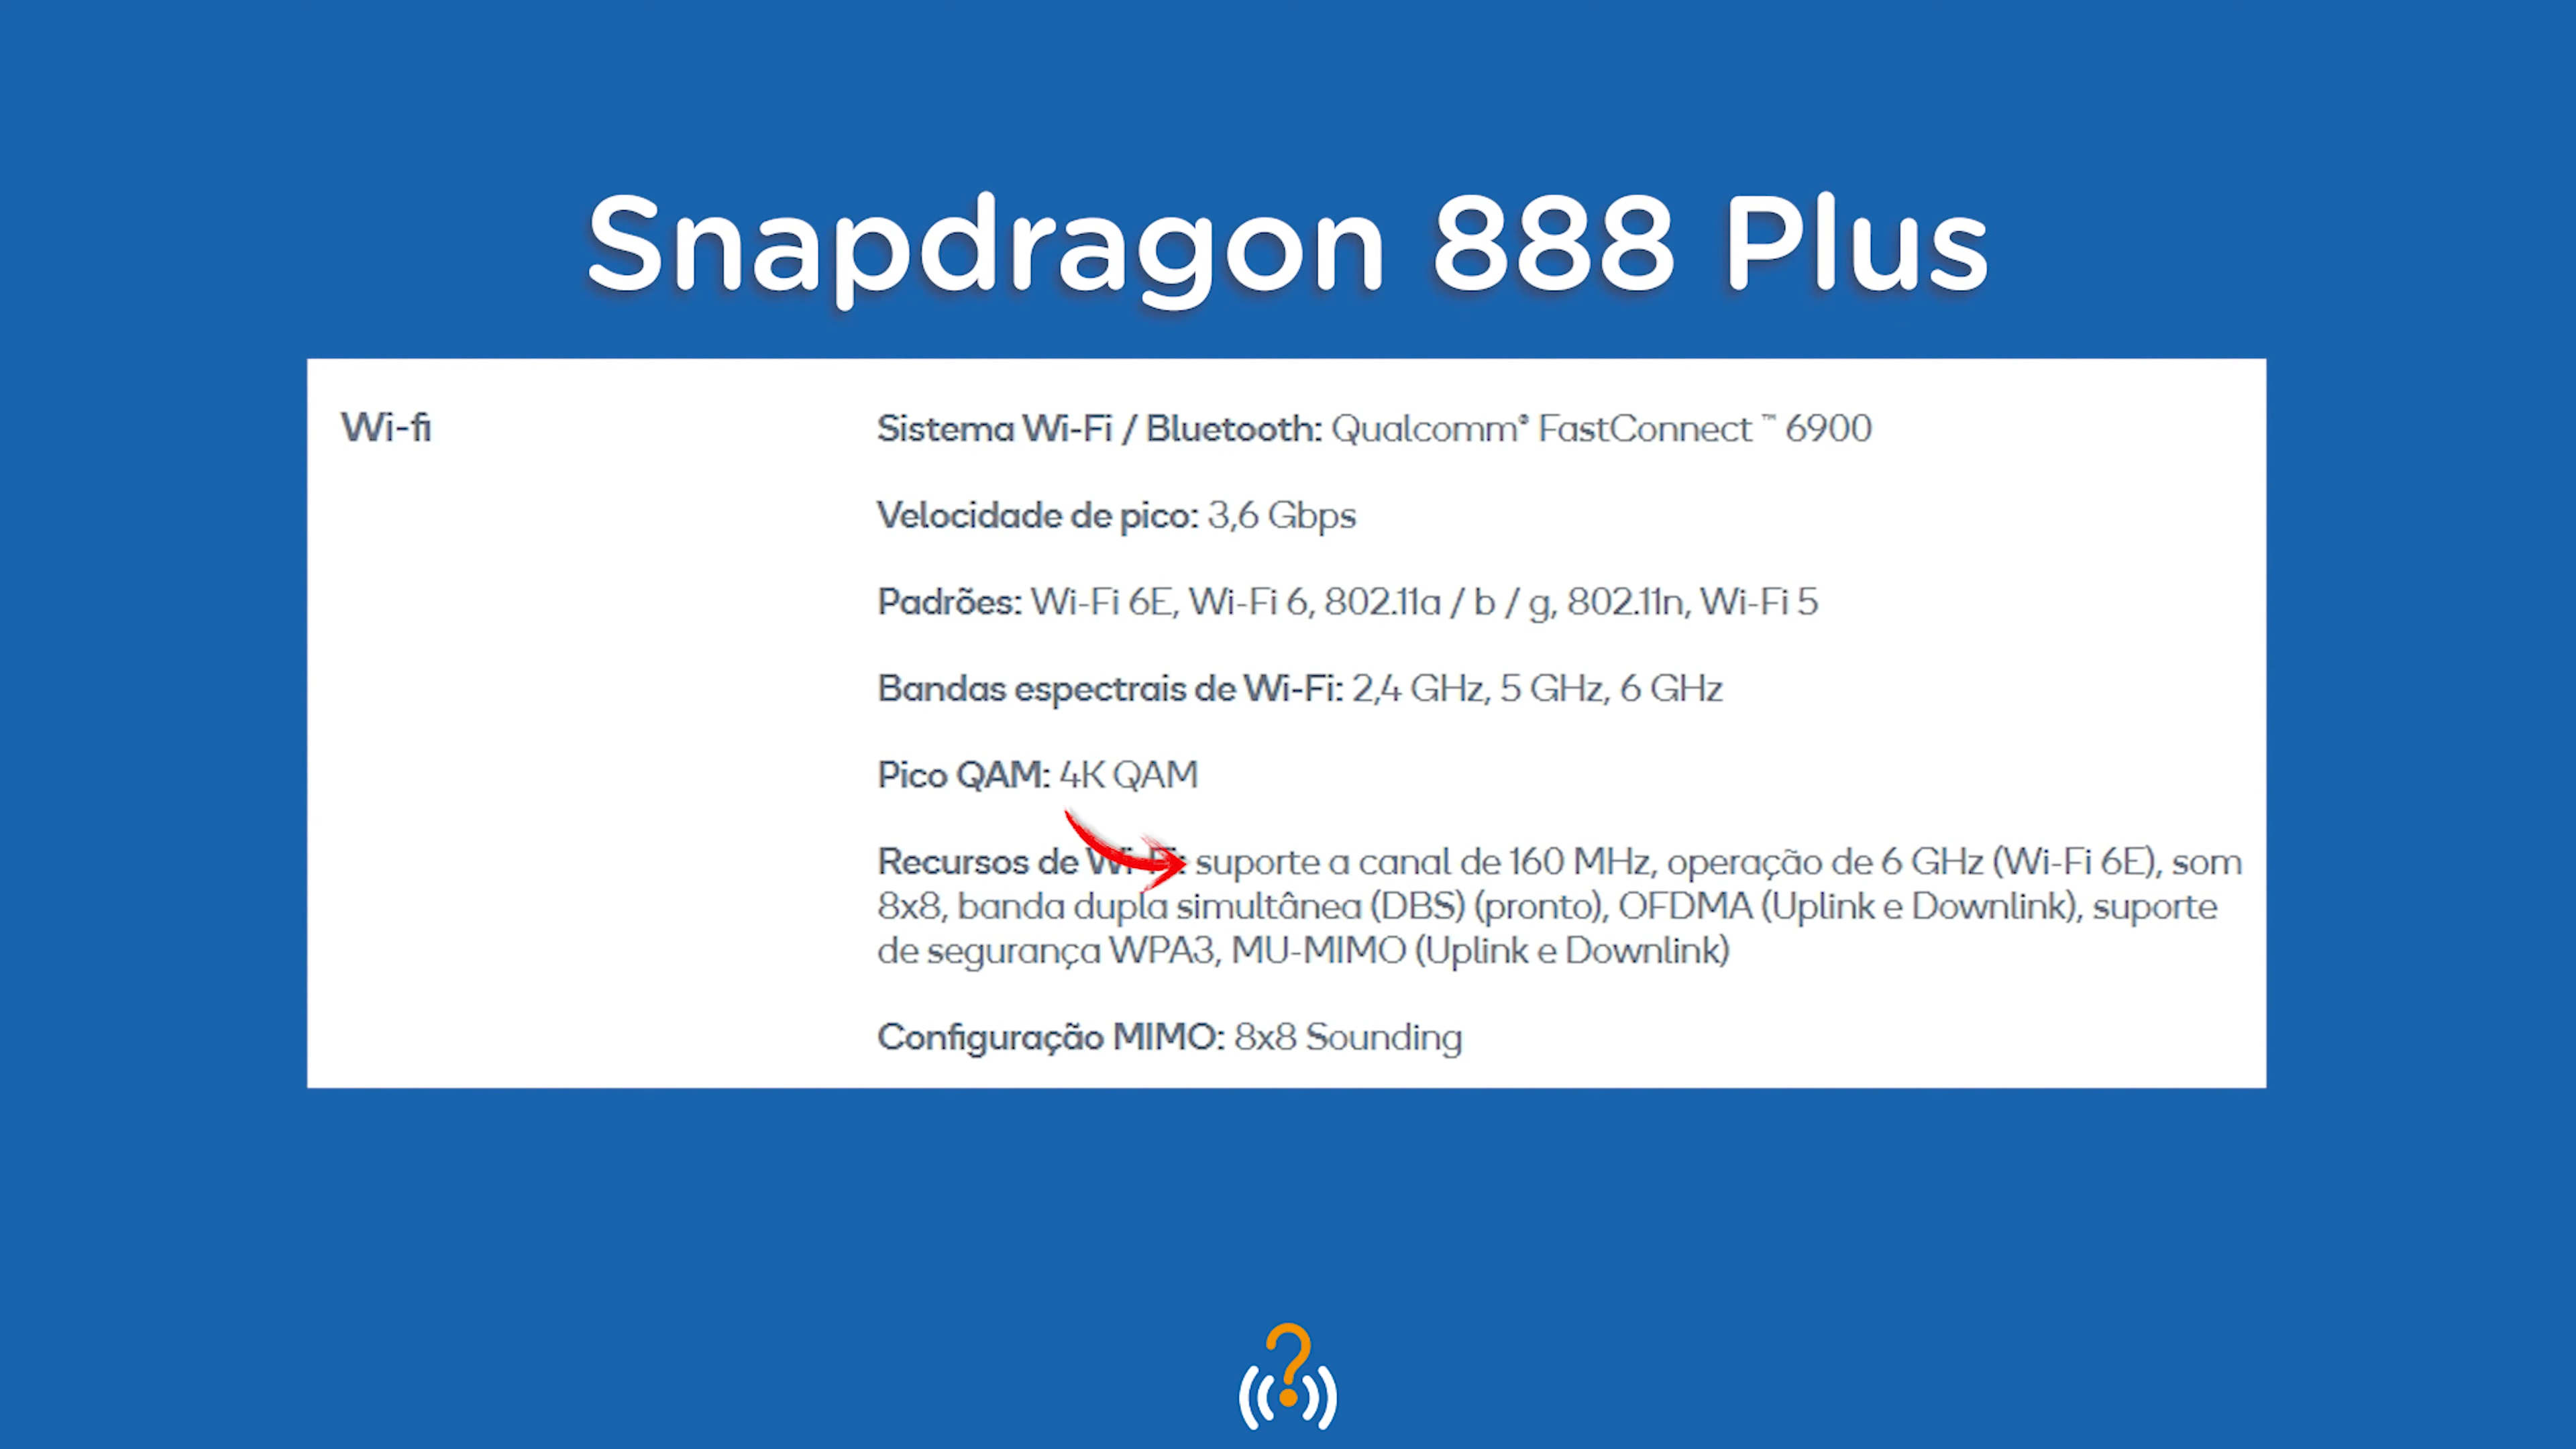 Snapdragon 888 Plus
Wi-fi
Sistema Wi-Fi / Bluetooth: Qualcomm® FastConnect ™ 6900
Velocidade de pico: 3,6 Gbps
Padrões: Wi-Fi 6E, Wi-Fi 6, 802.11a / b / g, 802.11n, Wi-Fi 5
Bandas espectrais de Wi-Fi: 2,4 GHz, 5 GHz, 6 GHz
Pico QAM: 4K QAM
Recursos de Wi-Fi: suporte a canal de 160 MHz, operação de 6 GHz (Wi-Fi 6E), som
8x8, banda dupla simultânea (DBS) (pronto), OFDMA (Uplink e Downlink), suporte
de segurança WPA3, MU-MIMO (Uplink e Downlink)
Configuração MIMO: 8x8 Sounding